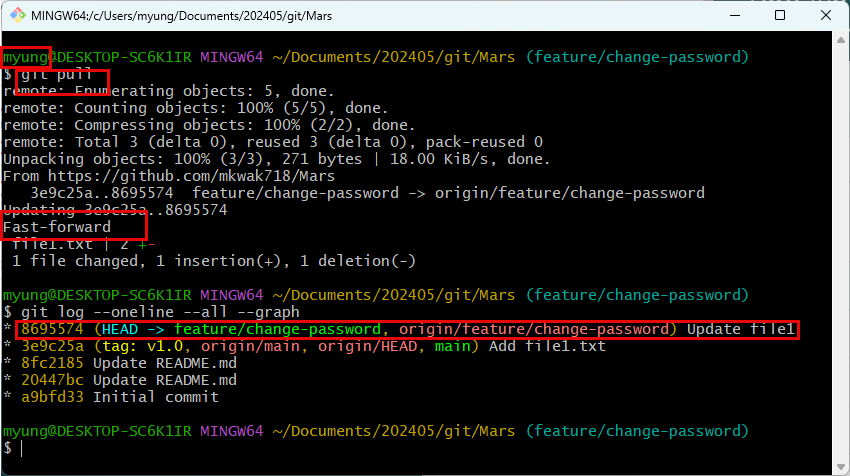 MINGW64:/c/Users/myung/Documents/202405/git/Mars
myung@DESKTOP-SC6K1IR MINGW64 ~/Documents/202405/git/Mars (feature/change-password)
$ git pull
remote: Enumerating objects: 5, done.
remote: Counting objects: 100% (5/5), done.
remote: Compressing objects: 100% (2/2), done.
remote: Total 3 (delta 0), reused 3 (delta 0), pack-reused 0
Unpacking objects: 100% (3/3), 271 bytes | 18.00 KiB/s, done.
From https://github.com/mkwak718/Mars
   3e9c25a..8695574  feature/change-password -> origin/feature/change-password
Updating 3e9c25a..8695574
Fast-forward
 file1.txt | 2 +-
 1 file changed, 1 insertion(+), 1 deletion(-)
myung@DESKTOP-SC6K1IR MINGW64 ~/Documents/202405/git/Mars (feature/change-password)
$ git log --oneline --all --graph
* 8695574 (HEAD -> feature/change-password, origin/feature/change-password) Update file1
* 3e9c25a (tag: v1.0, origin/main, origin/HEAD, main) Add file1.txt
* 8fc2185 Update README.md
* 20447bc Update README.md
* a9bfd33 Initial commit
myung@DESKTOP-SC6K1IR MINGW64 ~/Documents/202405/git/Mars (feature/change-password)
$